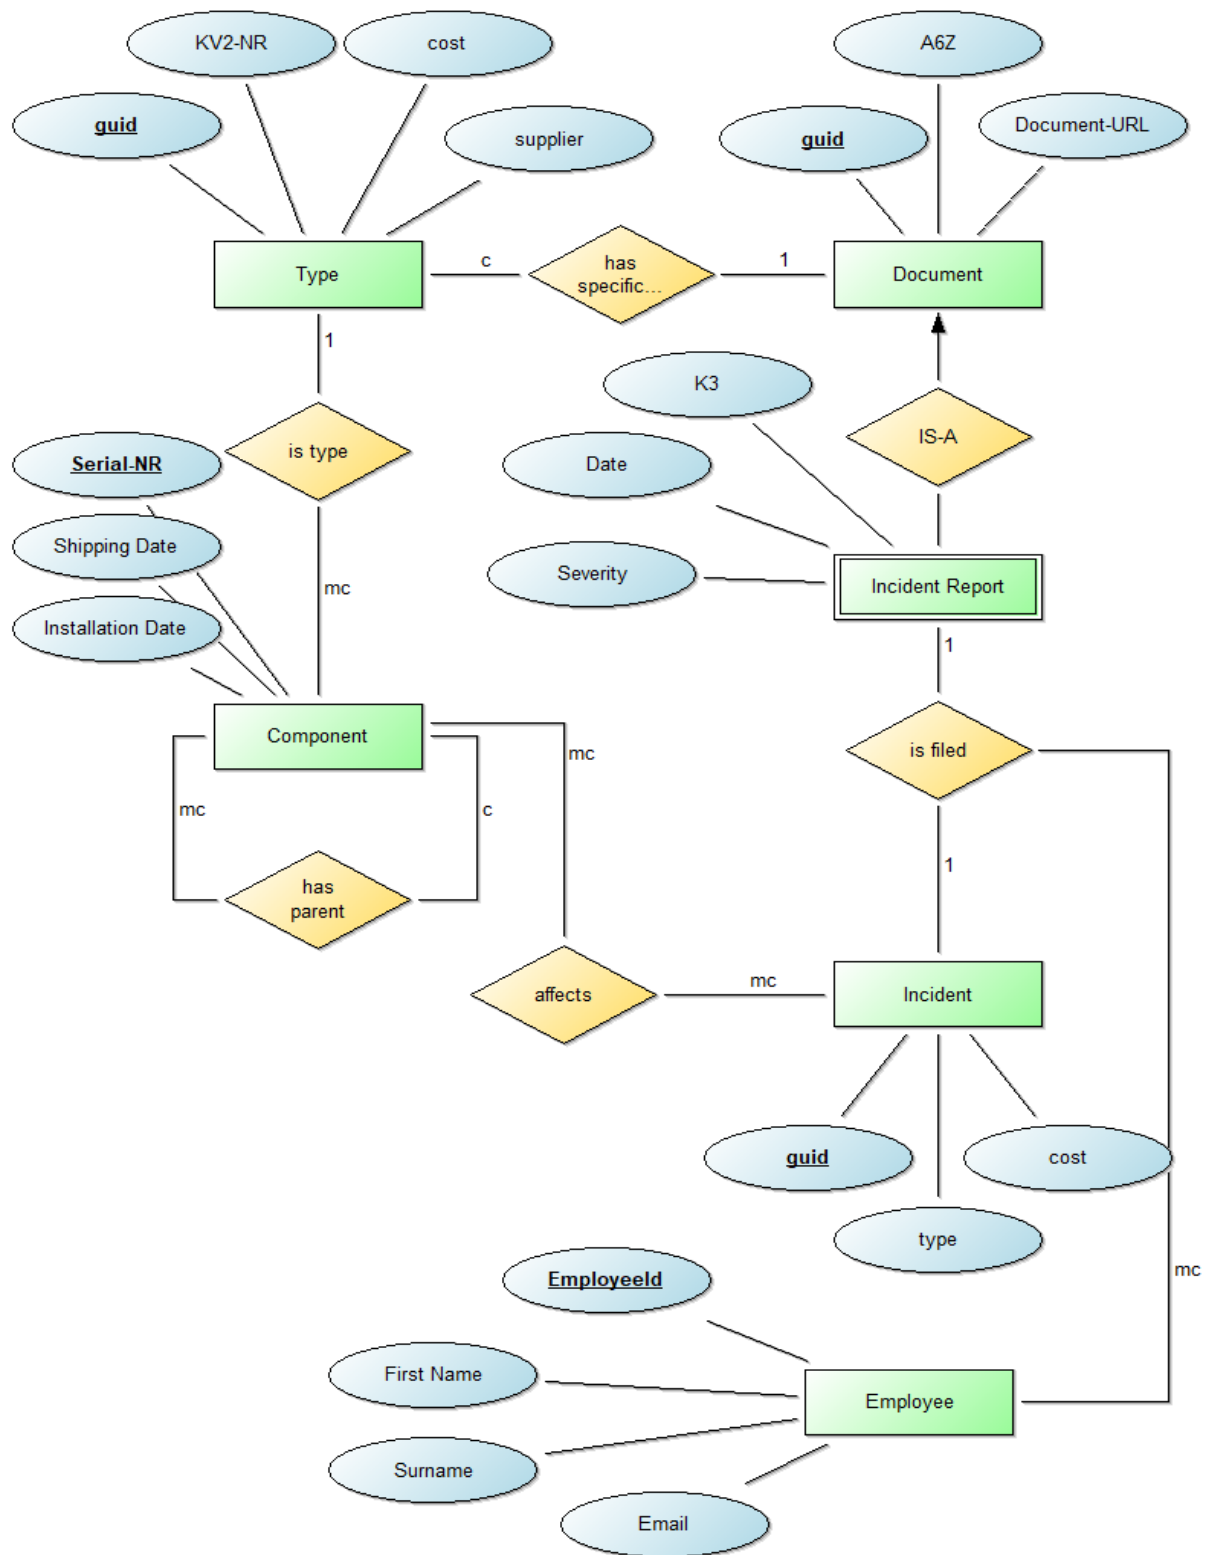 KV2-NR
cost
A6Z
guid
supplier
guid
Document-URL
Type
c
has
specific...
1
Document
1
K3
is type
IS-A
Serial-NR
Date
Shipping Date
Severity
Incident Report
mc
Installation Date
1
Component
mc
is filed
mc
c
1
has
parent
affects
mc
Incident
guid
cost
type
EmployeeId
mc
First Name
Employee
Surname
Email